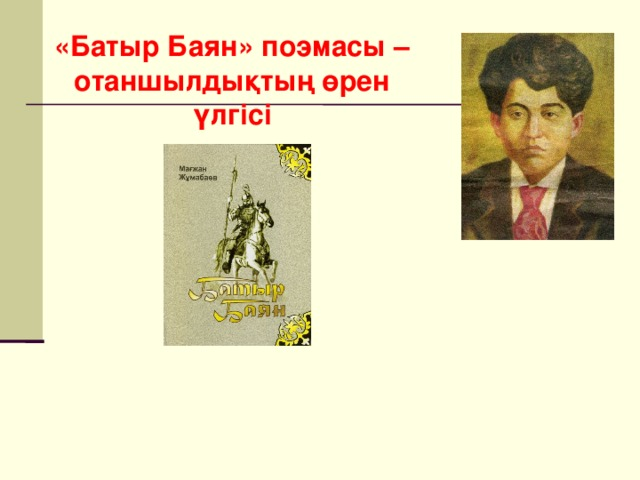 «Батыр Баян» поэмасы –
отаншылдықтың өрен
үлгісі
Мағжан
Жұмабаев
Батыр
Баян